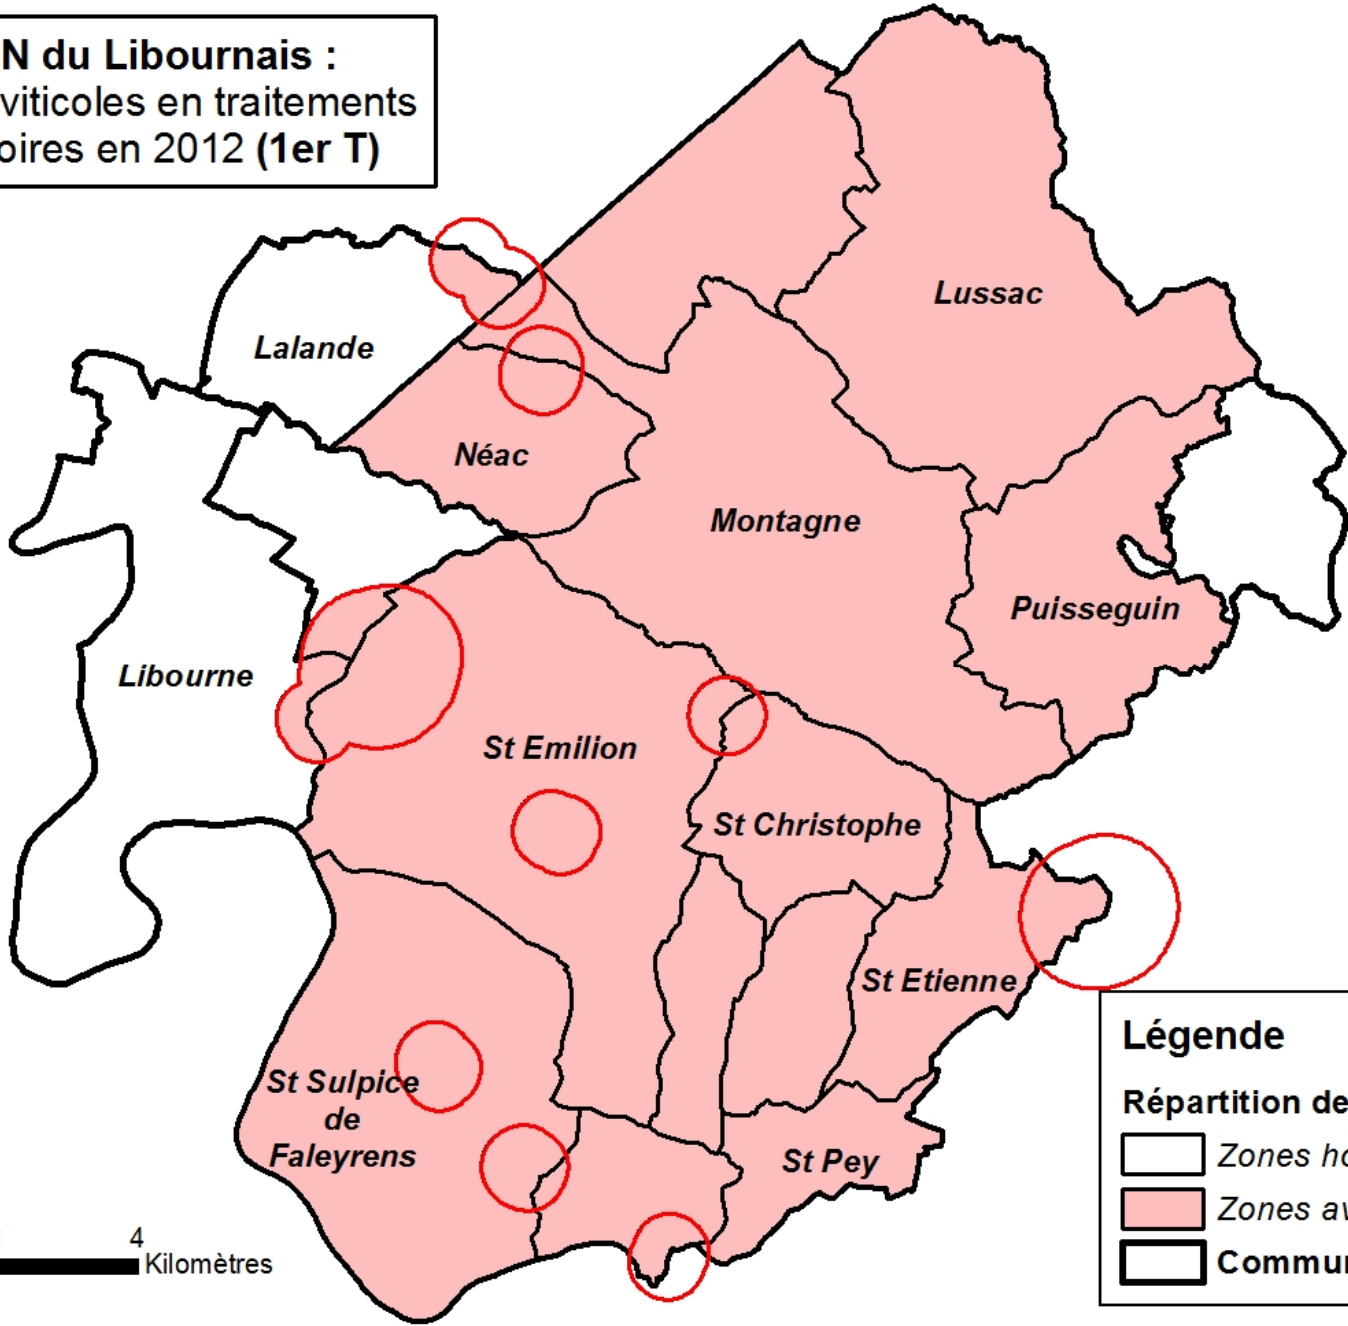 N du Libournais :
viticoles en traitements
oires en 2012 (1er T)
Lussac
Lalande
Néac
Montagne
Puisseguin
Libourne
St Emilion
St Christophe
St Etienne
St Sulpice
de
Faleyrens
St Pey
4
Kilomètres
Légende
Répartition de
Zones ho
Zones av
Commun